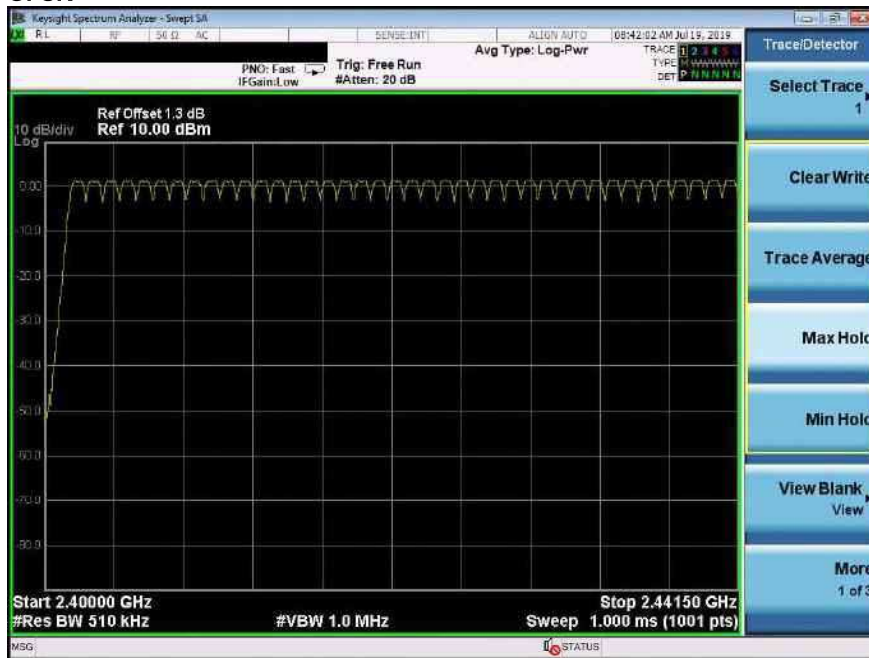 Keysight Spectrum Analyzer - Swept SA
RL RF 50 Ω AC SENSE:INT ALIGN AUTO 08:42:02 AM Jul 19, 2019
Trace/Detector
Avg Type: Log-Pwr
TRACE 1 2 3 4 5 6
PNO: Fast Trig: Free Run
TYPE M WWWWW
IFGain:Low #Atten: 20 dB
DET P N N N N N
Select Trace
1
Ref Offset 1.3 dB
10 dB/div Ref 10.00 dBm
Log
Clear Write
0.00
-10.0
Trace Average
-20.0
-30.0
Max Hold
-40.0
-50.0
Min Hold
-60.0
-70.0
View Blank
View
-80.0
More
1 of 3
Start 2.40000 GHz Stop 2.44150 GHz
#Res BW 510 kHz #VBW 1.0 MHz Sweep 1.000 ms (1001 pts)
MSG STATUS